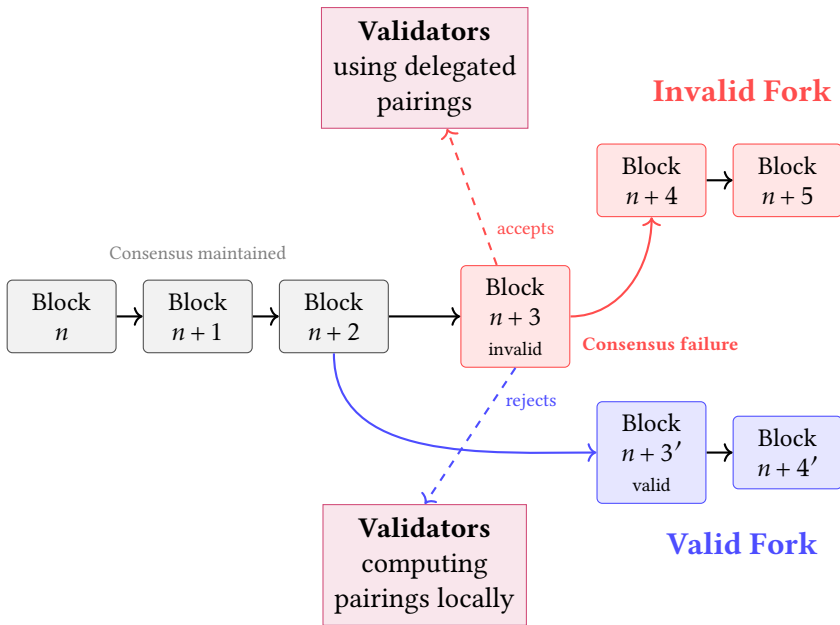 Validators
using delegated
pairings
Invalid Fork
Block
n + 4
Block
n + 5
accepts
Consensus maintained
Block
n
Block
n + 1
Block
n + 2
Block
n + 3
invalid
Consensus failure
rejects
Block
n + 3′
valid
Block
n + 4′
Validators
computing
pairings locally
Valid Fork